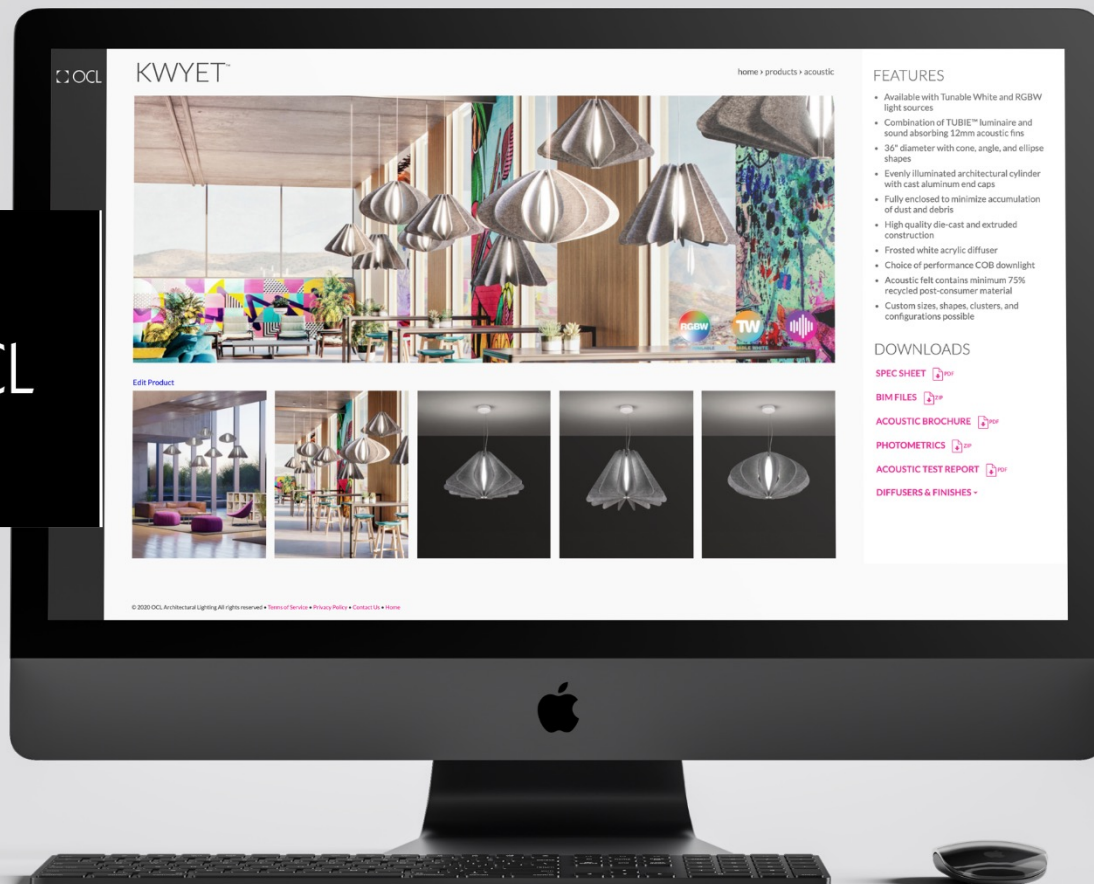 CL
OCL
KWYET™
home › products › acoustic
RGBW
TW
Edit Product
FEATURES
• Available with Tunable White and RGBW
light sources
• Combination of TUBIE™ luminaire and
sound absorbing 12mm acoustic fins
• 36" diameter with cone, angle, and ellipse
shapes
• Evenly illuminated architectural cylinder
with cast aluminum end caps
• Fully enclosed to minimize accumulation
of dust and debris
• High quality die-cast and extruded
construction
• Frosted white acrylic diffuser
• Choice of performance COB downlight
• Acoustic felt contains minimum 75%
recycled post-consumer material
• Custom sizes, shapes, clusters, and
configurations possible
DOWNLOADS
SPEC SHEET PDF
BIM FILES ZIP
ACOUSTIC BROCHURE PDF
PHOTOMETRICS ZIP
ACOUSTIC TEST REPORT PDF
DIFFUSERS & FINISHES
© 2020 OCL Architectural Lighting All rights reserved • Terms of Service • Privacy Policy • Contact Us • Home